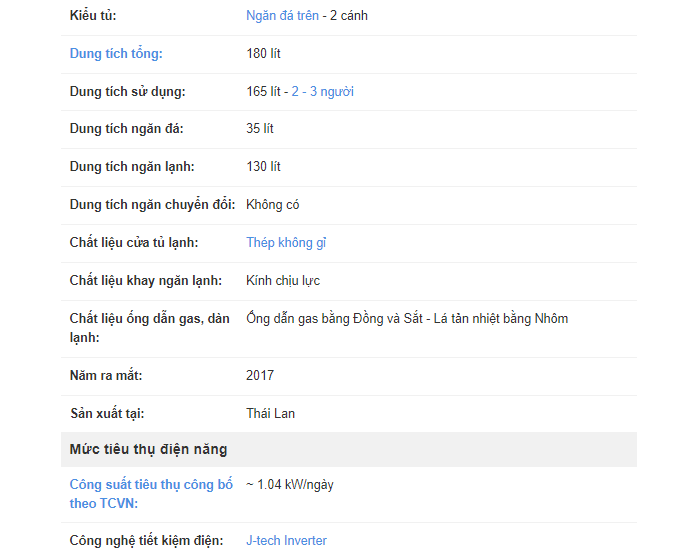 Kiểu tủ: Ngăn đá trên - 2 cánh
Dung tích tổng: 180 lít
Dung tích sử dụng: 165 lít - 2 - 3 người
Dung tích ngăn đá: 35 lít
Dung tích ngăn lạnh: 130 lít
Dung tích ngăn chuyển đổi: Không có
Chất liệu cửa tủ lạnh: Thép không gỉ
Chất liệu khay ngăn lạnh: Kính chịu lực
Chất liệu ống dẫn gas, dàn Ống dẫn gas bằng Đồng và Sắt - Lá tản nhiệt bằng Nhôm
lạnh:
Năm ra mắt: 2017
Sản xuất tại: Thái Lan
Mức tiêu thụ điện năng
Công suất tiêu thụ công bố ~ 1.04 kW/ngày
theo TCVN:
Công nghệ tiết kiệm điện: J-tech Inverter